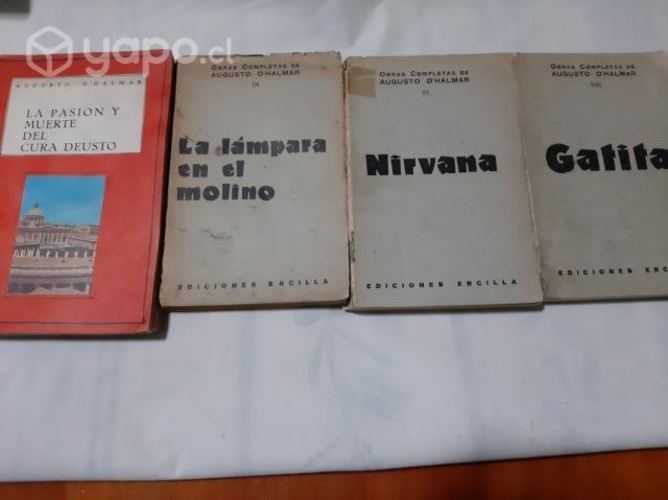 yapo.cl
AUGUSTO D'HALMAR
LA PASION Y
MUERTE
DEL
CURA DEUSTO
OBRAS COMPLETAS DE
AUGUSTO D'HALMAR
IX
La lámpara
en el
molino
EDICIONES ERCILLA
OBRAS COMPLETAS DE
AUGUSTO D'HALMAR
VI
Nirvana
EDICIONES ERCILLA
OBRAS COMPLETAS DE
AUGUSTO D'HALMAR
VIII
Gatita
EDICIONES ERCILL